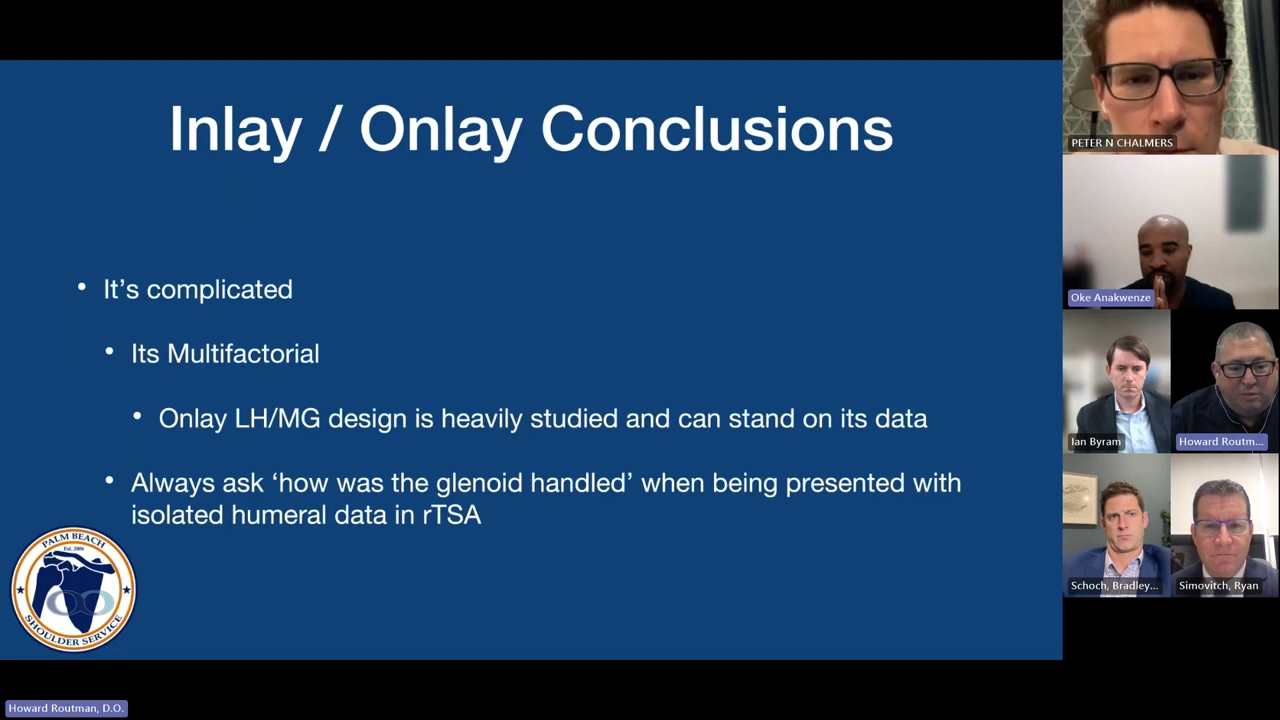 Inlay / Onlay Conclusions
• It’s complicated
• Its Multifactorial
• Onlay LH/MG design is heavily studied and can stand on its data
• Always ask ‘how was the glenoid handled’ when being presented with
isolated humeral data in rTSA
PALM BEACH
Est. 2006
SHOULDER SERVICE
PETER N CHALMERS
Oke Anakwenze
Ian Byram
Howard Routm...
Schoch, Bradley...
Simovitch, Ryan
Howard Routman, D.O.